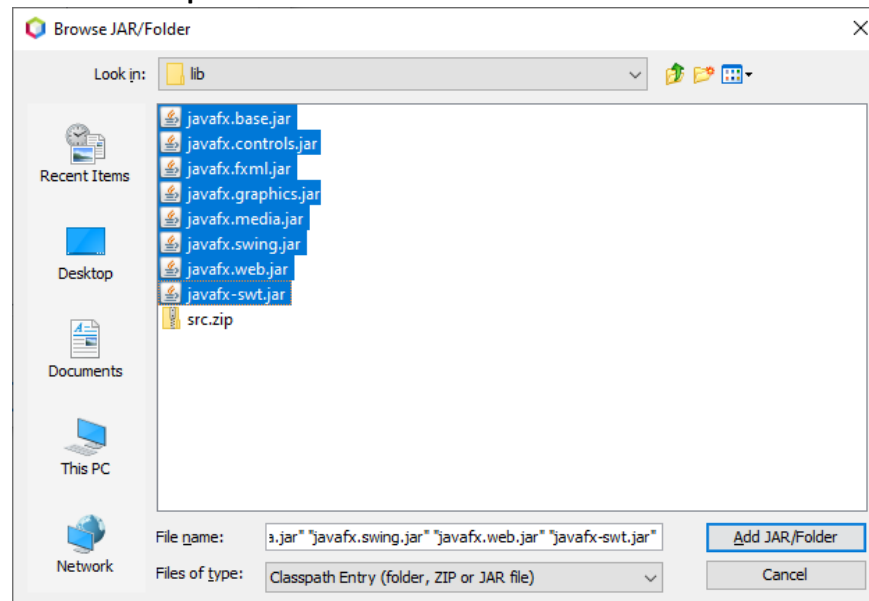 Browse JAR/Folder
Look in: lib
Recent Items
Desktop
Documents
This PC
Network
javafx.base.jar
javafx.controls.jar
javafx.fxml.jar
javafx.graphics.jar
javafx.media.jar
javafx.swing.jar
javafx.web.jar
javafx-swt.jar
src.zip
File name: a.jar" "javafx.swing.jar" "javafx.web.jar" "javafx-swt.jar"
Add JAR/Folder
Files of type: Classpath Entry (folder, ZIP or JAR file)
Cancel